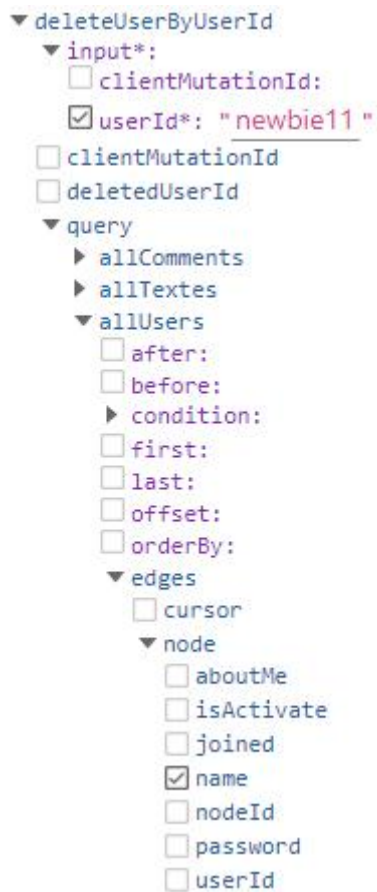 deleteUserByUserId
input*:
clientMutationId:
userId*: "newbie11"
clientMutationId
deletedUserId
query
allComments
allTextes
allUsers
after:
before:
condition:
first:
last:
offset:
orderBy:
edges
cursor
node
aboutMe
isActivate
joined
name
nodeId
password
userId